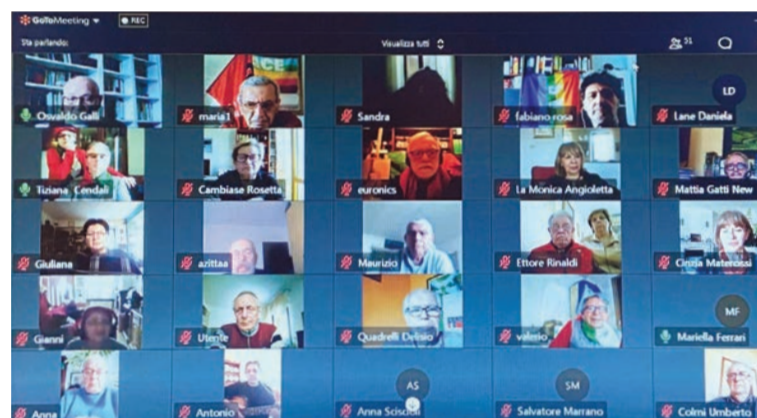 GoToMeeting
REC
Sta parlando:
Visualizza tutti
51
Osvaldo Galli
maria1
Sandra
fabiano rosa
LD
Lane Daniela
Tiziana Cendali
Cambiase Rosetta
euronics
La Monica Angioletta
Mattia Gatti New
Giuliana
azittaa
Maurizio
Ettore Rinaldi
Cinzia Materossi
Gianni
Utente
Quadrelli Delnio
valerio
MF
Mariella Ferrari
Anna
Antonio
AS
Anna Sciscioli
SM
Salvatore Marrano
Colmi Umberto